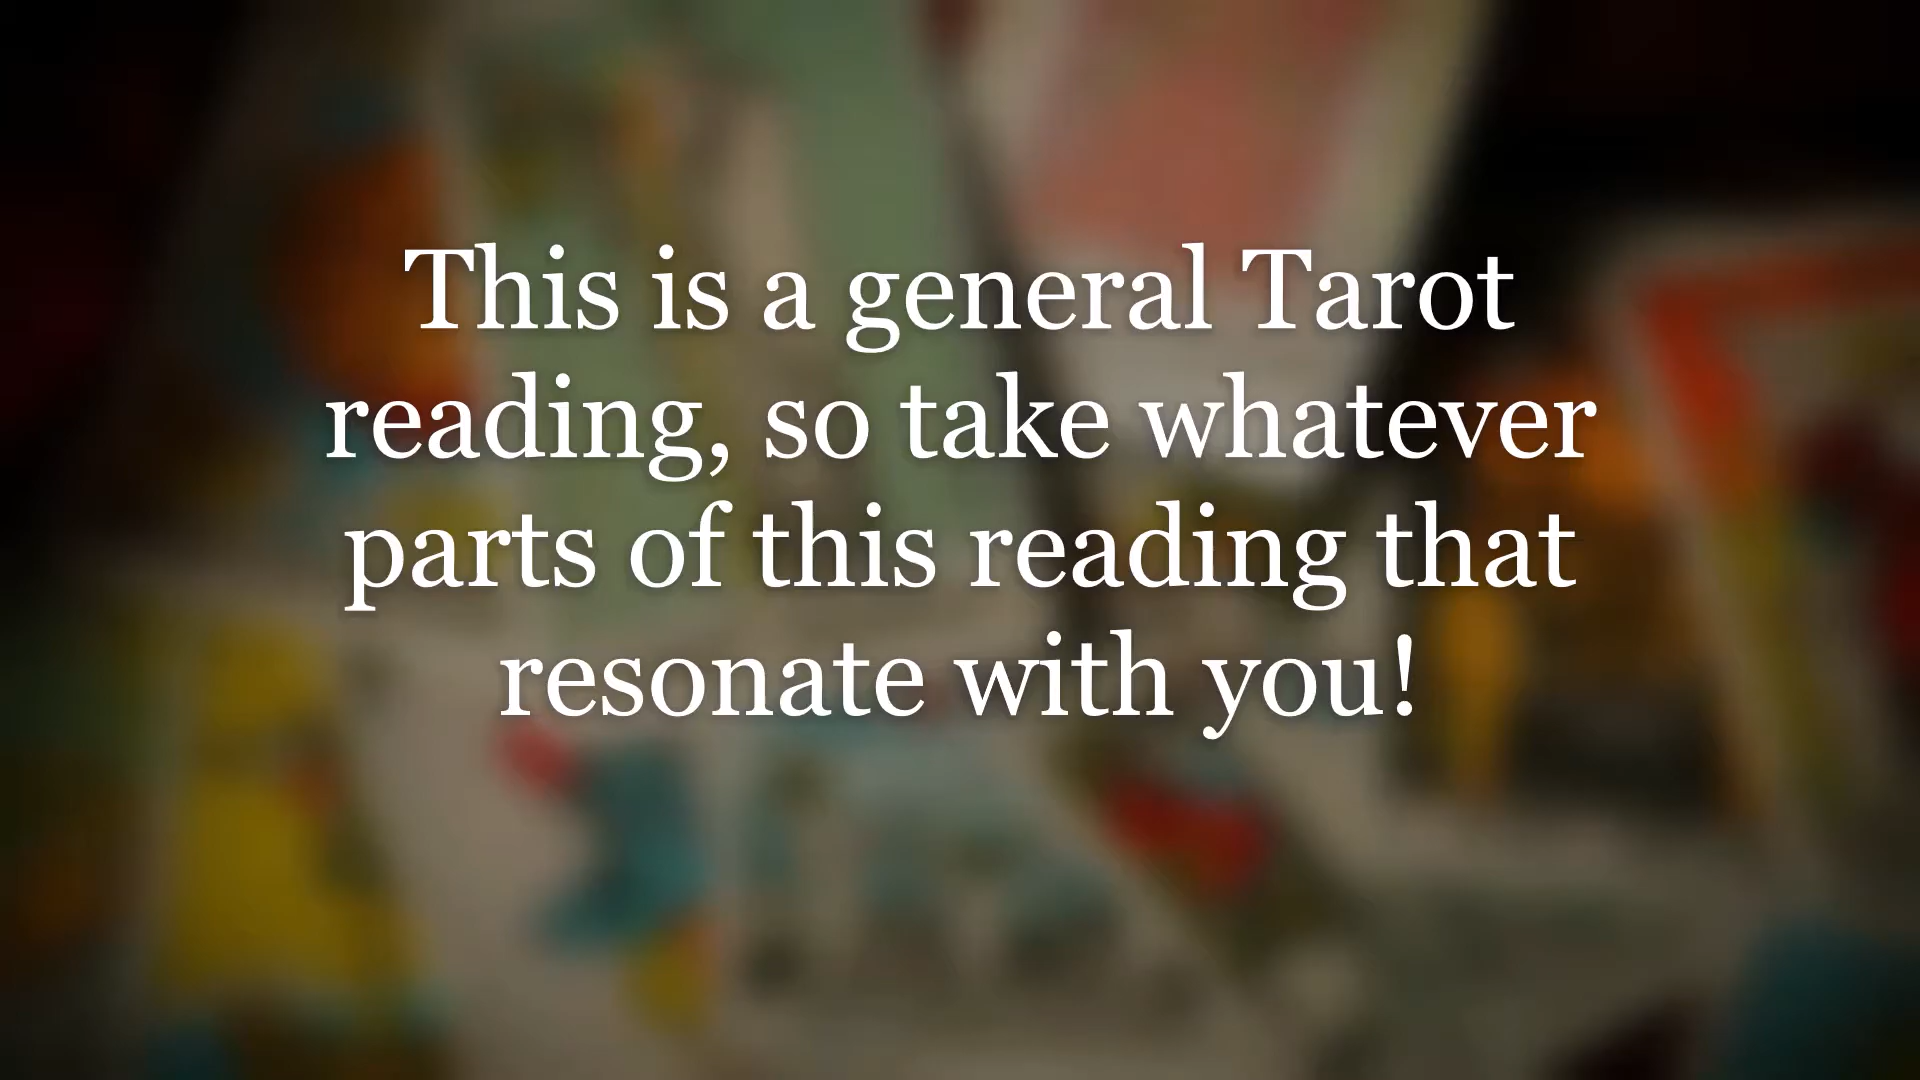 This is a general Tarot
reading, so take whatever
parts of this reading that
resonate with you!